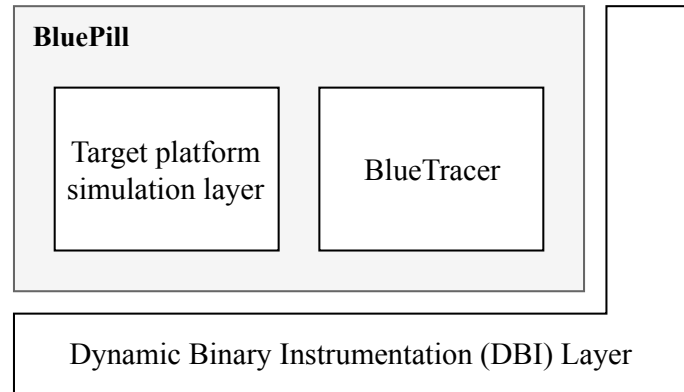 BluePill
Target platform
simulation layer
BlueTracer
Dynamic Binary Instrumentation (DBI) Layer